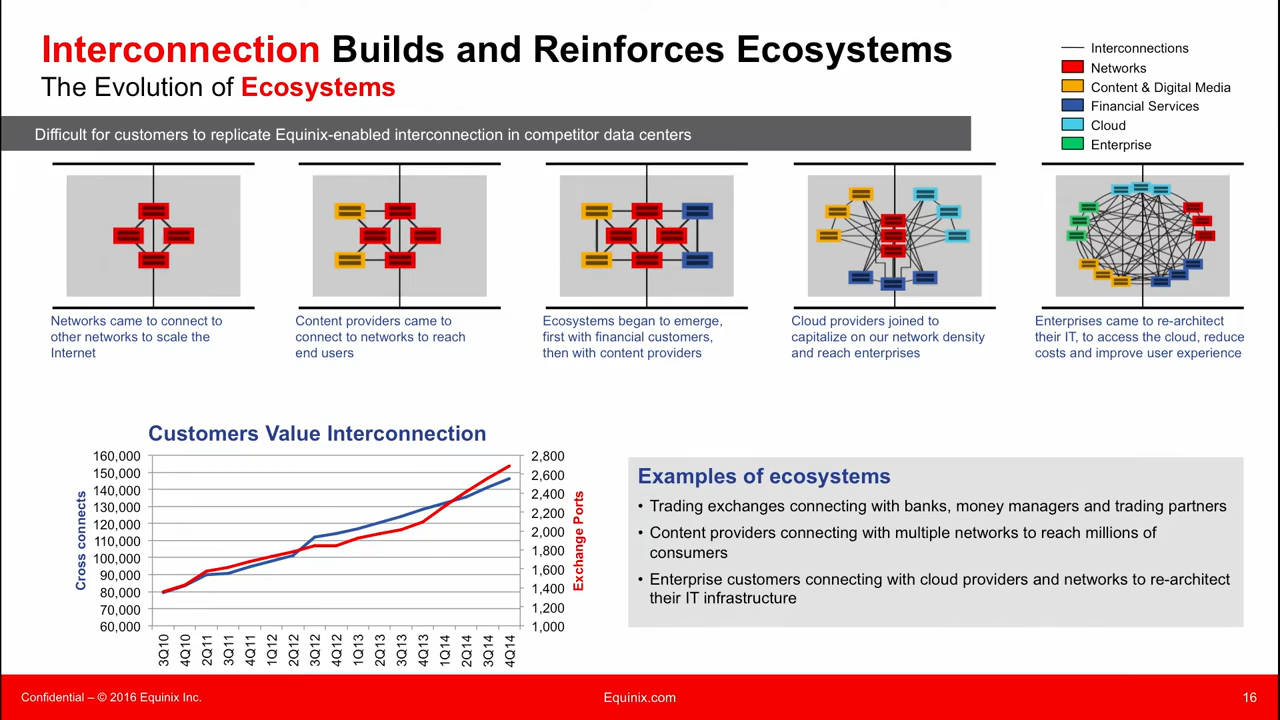 Interconnection Builds and Reinforces Ecosystems
The Evolution of Ecosystems
Interconnections
Networks
Content & Digital Media
Financial Services
Cloud
Enterprise
Difficult for customers to replicate Equinix-enabled interconnection in competitor data centers
Networks came to connect to
other networks to scale the
Internet
Content providers came to
connect to networks to reach
end users
Ecosystems began to emerge,
first with financial customers,
then with content providers
Cloud providers joined to
capitalize on our network density
and reach enterprises
Enterprises came to re-architect
their IT, to access the cloud, reduce
costs and improve user experience
Customers Value Interconnection
Cross connects
160,000
150,000
140,000
130,000
120,000
110,000
100,000
90,000
80,000
70,000
60,000
2,800
2,600
2,400
2,200
2,000
1,800
1,600
1,400
1,200
1,000
Exchange Ports
3Q10
4Q10
2Q11
3Q11
4Q11
1Q12
2Q12
3Q12
4Q12
1Q13
2Q13
3Q13
4Q13
1Q14
2Q14
3Q14
4Q14
Examples of ecosystems
• Trading exchanges connecting with banks, money managers and trading partners
• Content providers connecting with multiple networks to reach millions of
consumers
• Enterprise customers connecting with cloud providers and networks to re-architect
their IT infrastructure
Confidential – © 2016 Equinix Inc.
Equinix.com
16